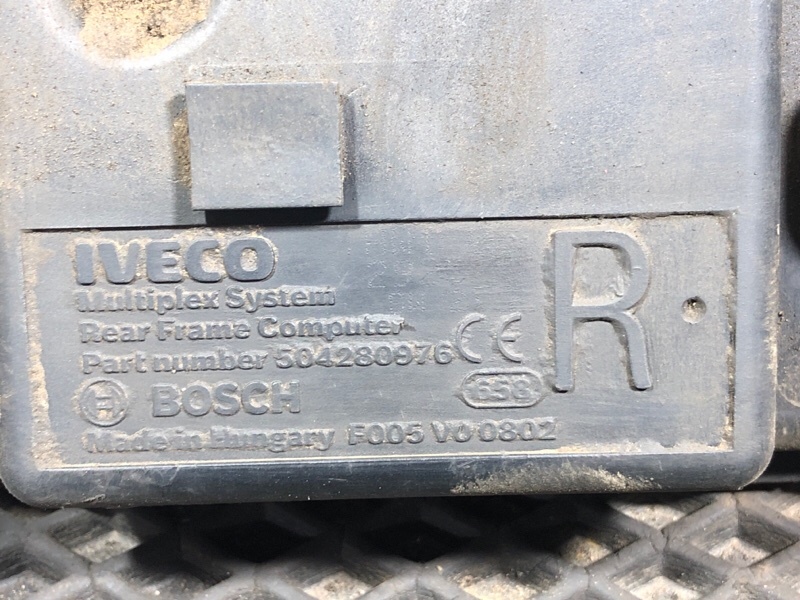 IVECO
Multiplex System
Rear Frame Computer
Part number 504280976 CE
BOSCH 658
Made in Hungary F005 V0 0802
R